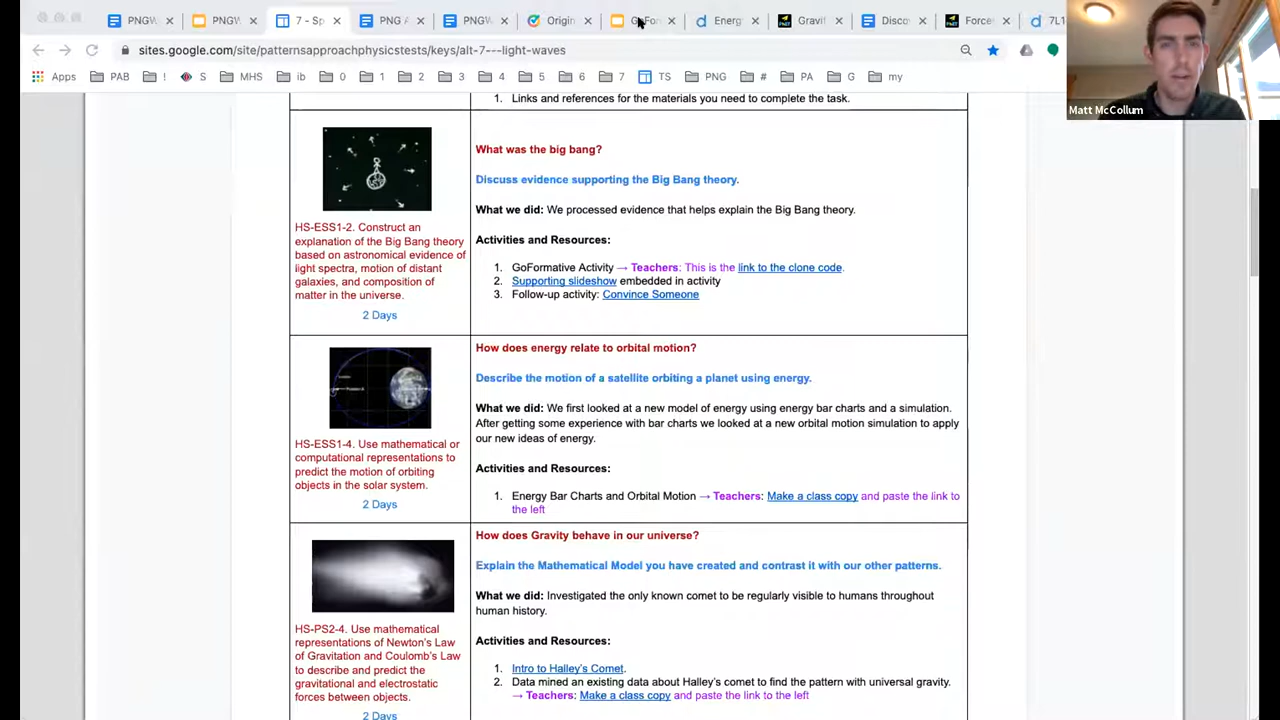 PNGW
PNGW
7 - Sp
PNG A
PNGW
Origin
GoFor
Energ
Gravit
Disco
Force
7L1
sites.google.com/site/patternsapproachphysicstests/keys/alt-7---light-waves
Apps PAB ! S MHS ib 0 1 2 3 4 5 6 7 TS PNG # PA G my
Matt McCollum
1. Links and references for the materials you need to complete the task.
HS-ESS1-2. Construct an
explanation of the Big Bang theory
based on astronomical evidence of
light spectra, motion of distant
galaxies, and composition of
matter in the universe.
2 Days
What was the big bang?
Discuss evidence supporting the Big Bang theory.
What we did: We processed evidence that helps explain the Big Bang theory.
Activities and Resources:
1. GoFormative Activity → Teachers: This is the link to the clone code.
2. Supporting slideshow embedded in activity
3. Follow-up activity: Convince Someone
HS-ESS1-4. Use mathematical or
computational representations to
predict the motion of orbiting
objects in the solar system.
2 Days
How does energy relate to orbital motion?
Describe the motion of a satellite orbiting a planet using energy.
What we did: We first looked at a new model of energy using energy bar charts and a simulation.
After getting some experience with bar charts we looked at a new orbital motion simulation to apply
our new ideas of energy.
Activities and Resources:
1. Energy Bar Charts and Orbital Motion → Teachers: Make a class copy and paste the link to
the left
HS-PS2-4. Use mathematical
representations of Newton's Law
of Gravitation and Coulomb's Law
to describe and predict the
gravitational and electrostatic
forces between objects.
2 Days
How does Gravity behave in our universe?
Explain the Mathematical Model you have created and contrast it with our other patterns.
What we did: Investigated the only known comet to be regularly visible to humans throughout
human history.
Activities and Resources:
1. Intro to Halley's Comet.
2. Data mined an existing data about Halley's comet to find the pattern with universal gravity.
→ Teachers: Make a class copy and paste the link to the left